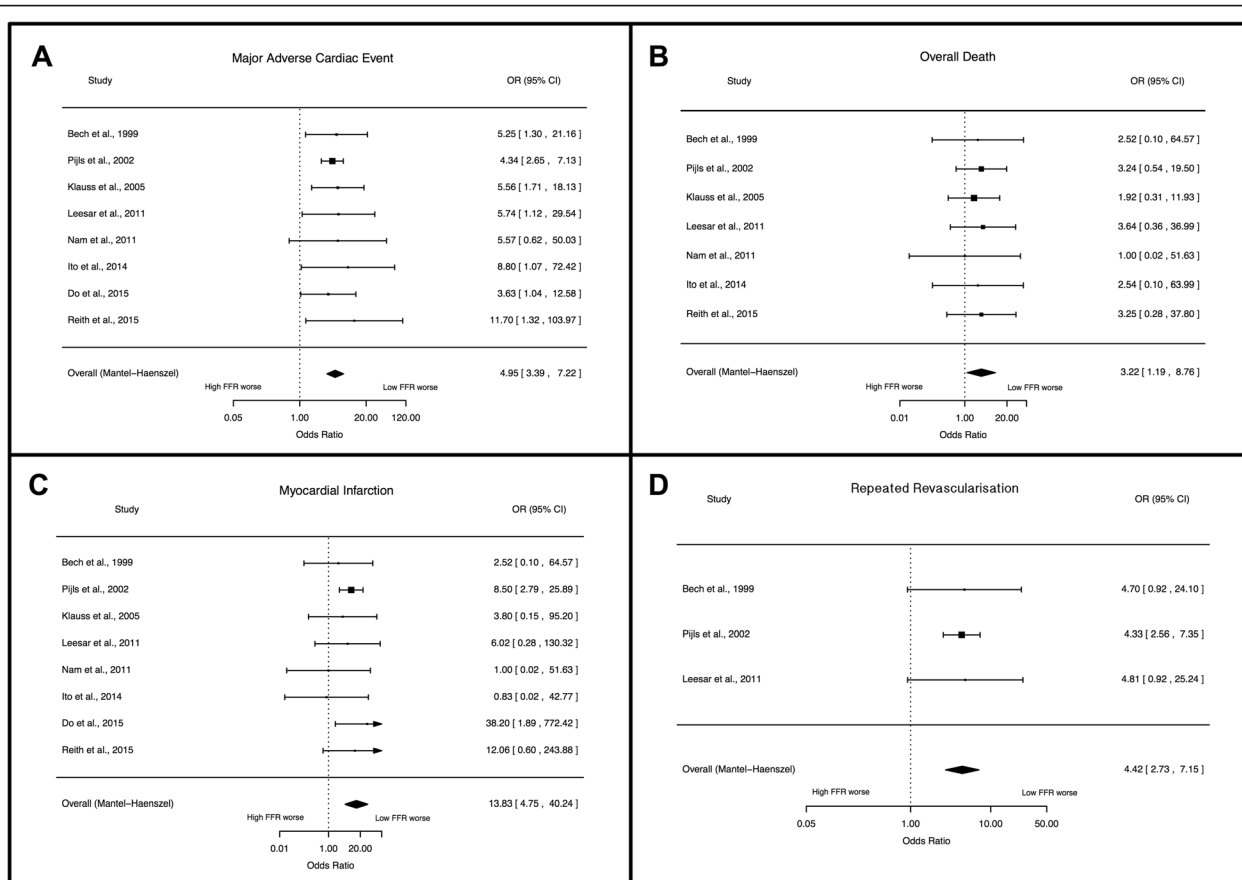 A
Major Adverse Cardiac Event
Study OR (95% CI)
Bech et al., 1999 5.25 [ 1.30 , 21.16 ]
Pijls et al., 2002 4.34 [ 2.65 , 7.13 ]
Klauss et al., 2005 5.56 [ 1.71 , 18.13 ]
Leesar et al., 2011 5.74 [ 1.12 , 29.54 ]
Nam et al., 2011 5.57 [ 0.62 , 50.03 ]
Ito et al., 2014 8.80 [ 1.07 , 72.42 ]
Do et al., 2015 3.63 [ 1.04 , 12.58 ]
Reith et al., 2015 11.70 [ 1.32 , 103.97 ]
Overall (Mantel-Haenszel) 4.95 [ 3.39 , 7.22 ]
High FFR worse Low FFR worse
0.05 1.00 20.00 120.00
Odds Ratio
B
Overall Death
Study OR (95% CI)
Bech et al., 1999 2.52 [ 0.10 , 64.57 ]
Pijls et al., 2002 3.24 [ 0.54 , 19.50 ]
Klauss et al., 2005 1.92 [ 0.31 , 11.93 ]
Leesar et al., 2011 3.64 [ 0.36 , 36.99 ]
Nam et al., 2011 1.00 [ 0.02 , 51.63 ]
Ito et al., 2014 2.54 [ 0.10 , 63.99 ]
Reith et al., 2015 3.25 [ 0.28 , 37.80 ]
Overall (Mantel-Haenszel) 3.22 [ 1.19 , 8.76 ]
High FFR worse Low FFR worse
0.01 1.00 20.00
Odds Ratio
C
Myocardial Infarction
Study OR (95% CI)
Bech et al., 1999 2.52 [ 0.10 , 64.57 ]
Pijls et al., 2002 8.50 [ 2.79 , 25.89 ]
Klauss et al., 2005 3.80 [ 0.15 , 95.20 ]
Leesar et al., 2011 6.02 [ 0.28 , 130.32 ]
Nam et al., 2011 1.00 [ 0.02 , 51.63 ]
Ito et al., 2014 0.83 [ 0.02 , 42.77 ]
Do et al., 2015 38.20 [ 1.89 , 772.42 ]
Reith et al., 2015 12.06 [ 0.60 , 243.88 ]
Overall (Mantel-Haenszel) 13.83 [ 4.75 , 40.24 ]
High FFR worse Low FFR worse
0.01 1.00 20.00
Odds Ratio
D
Repeated Revascularisation
Study OR (95% CI)
Bech et al., 1999 4.70 [ 0.92 , 24.10 ]
Pijls et al., 2002 4.33 [ 2.56 , 7.35 ]
Leesar et al., 2011 4.81 [ 0.92 , 25.24 ]
Overall (Mantel-Haenszel) 4.42 [ 2.73 , 7.15 ]
High FFR worse Low FFR worse
0.05 1.00 10.00 50.00
Odds Ratio